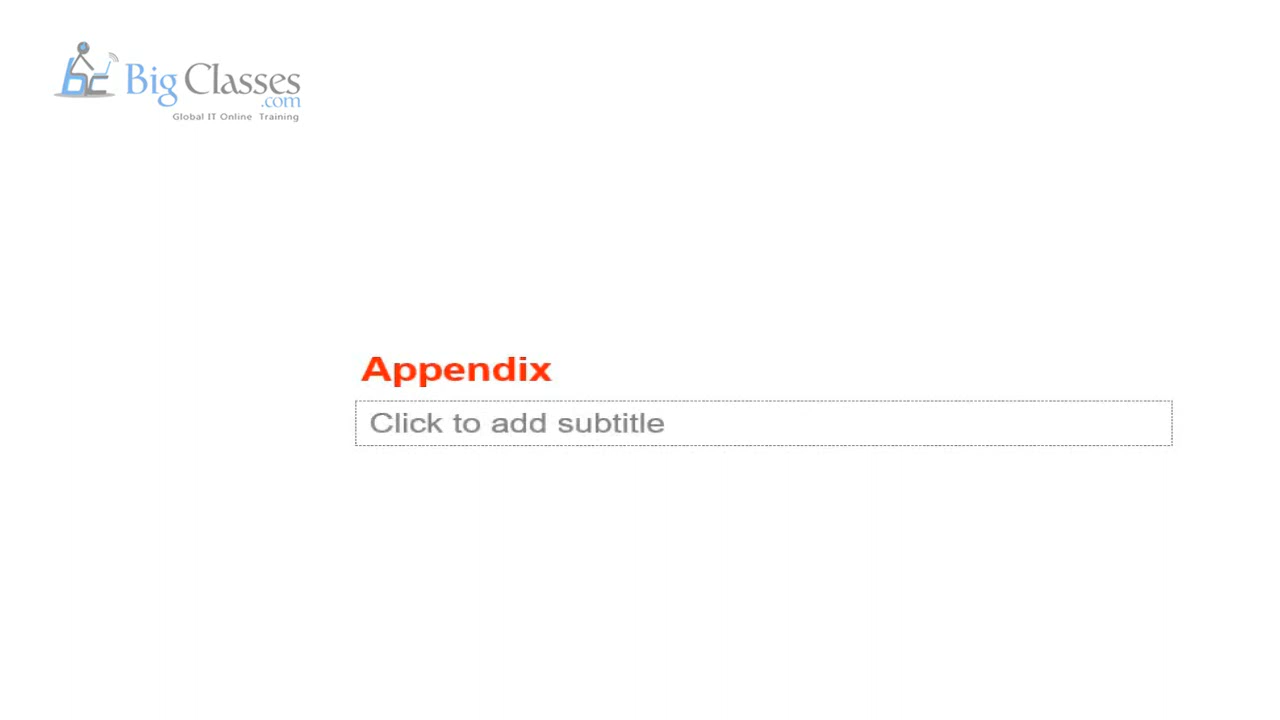 Big Classes
.com
Global IT Online Training
Appendix
Click to add subtitle